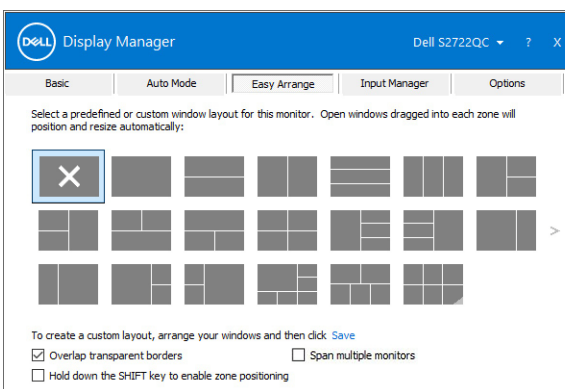 DELL Display Manager Dell S2722QC ? X
Basic Auto Mode Easy Arrange Input Manager Options
Select a predefined or custom window layout for this monitor. Open windows dragged into each zone will
position and resize automatically:
>
To create a custom layout, arrange your windows and then click Save
Overlap transparent borders Span multiple monitors
Hold down the SHIFT key to enable zone positioning